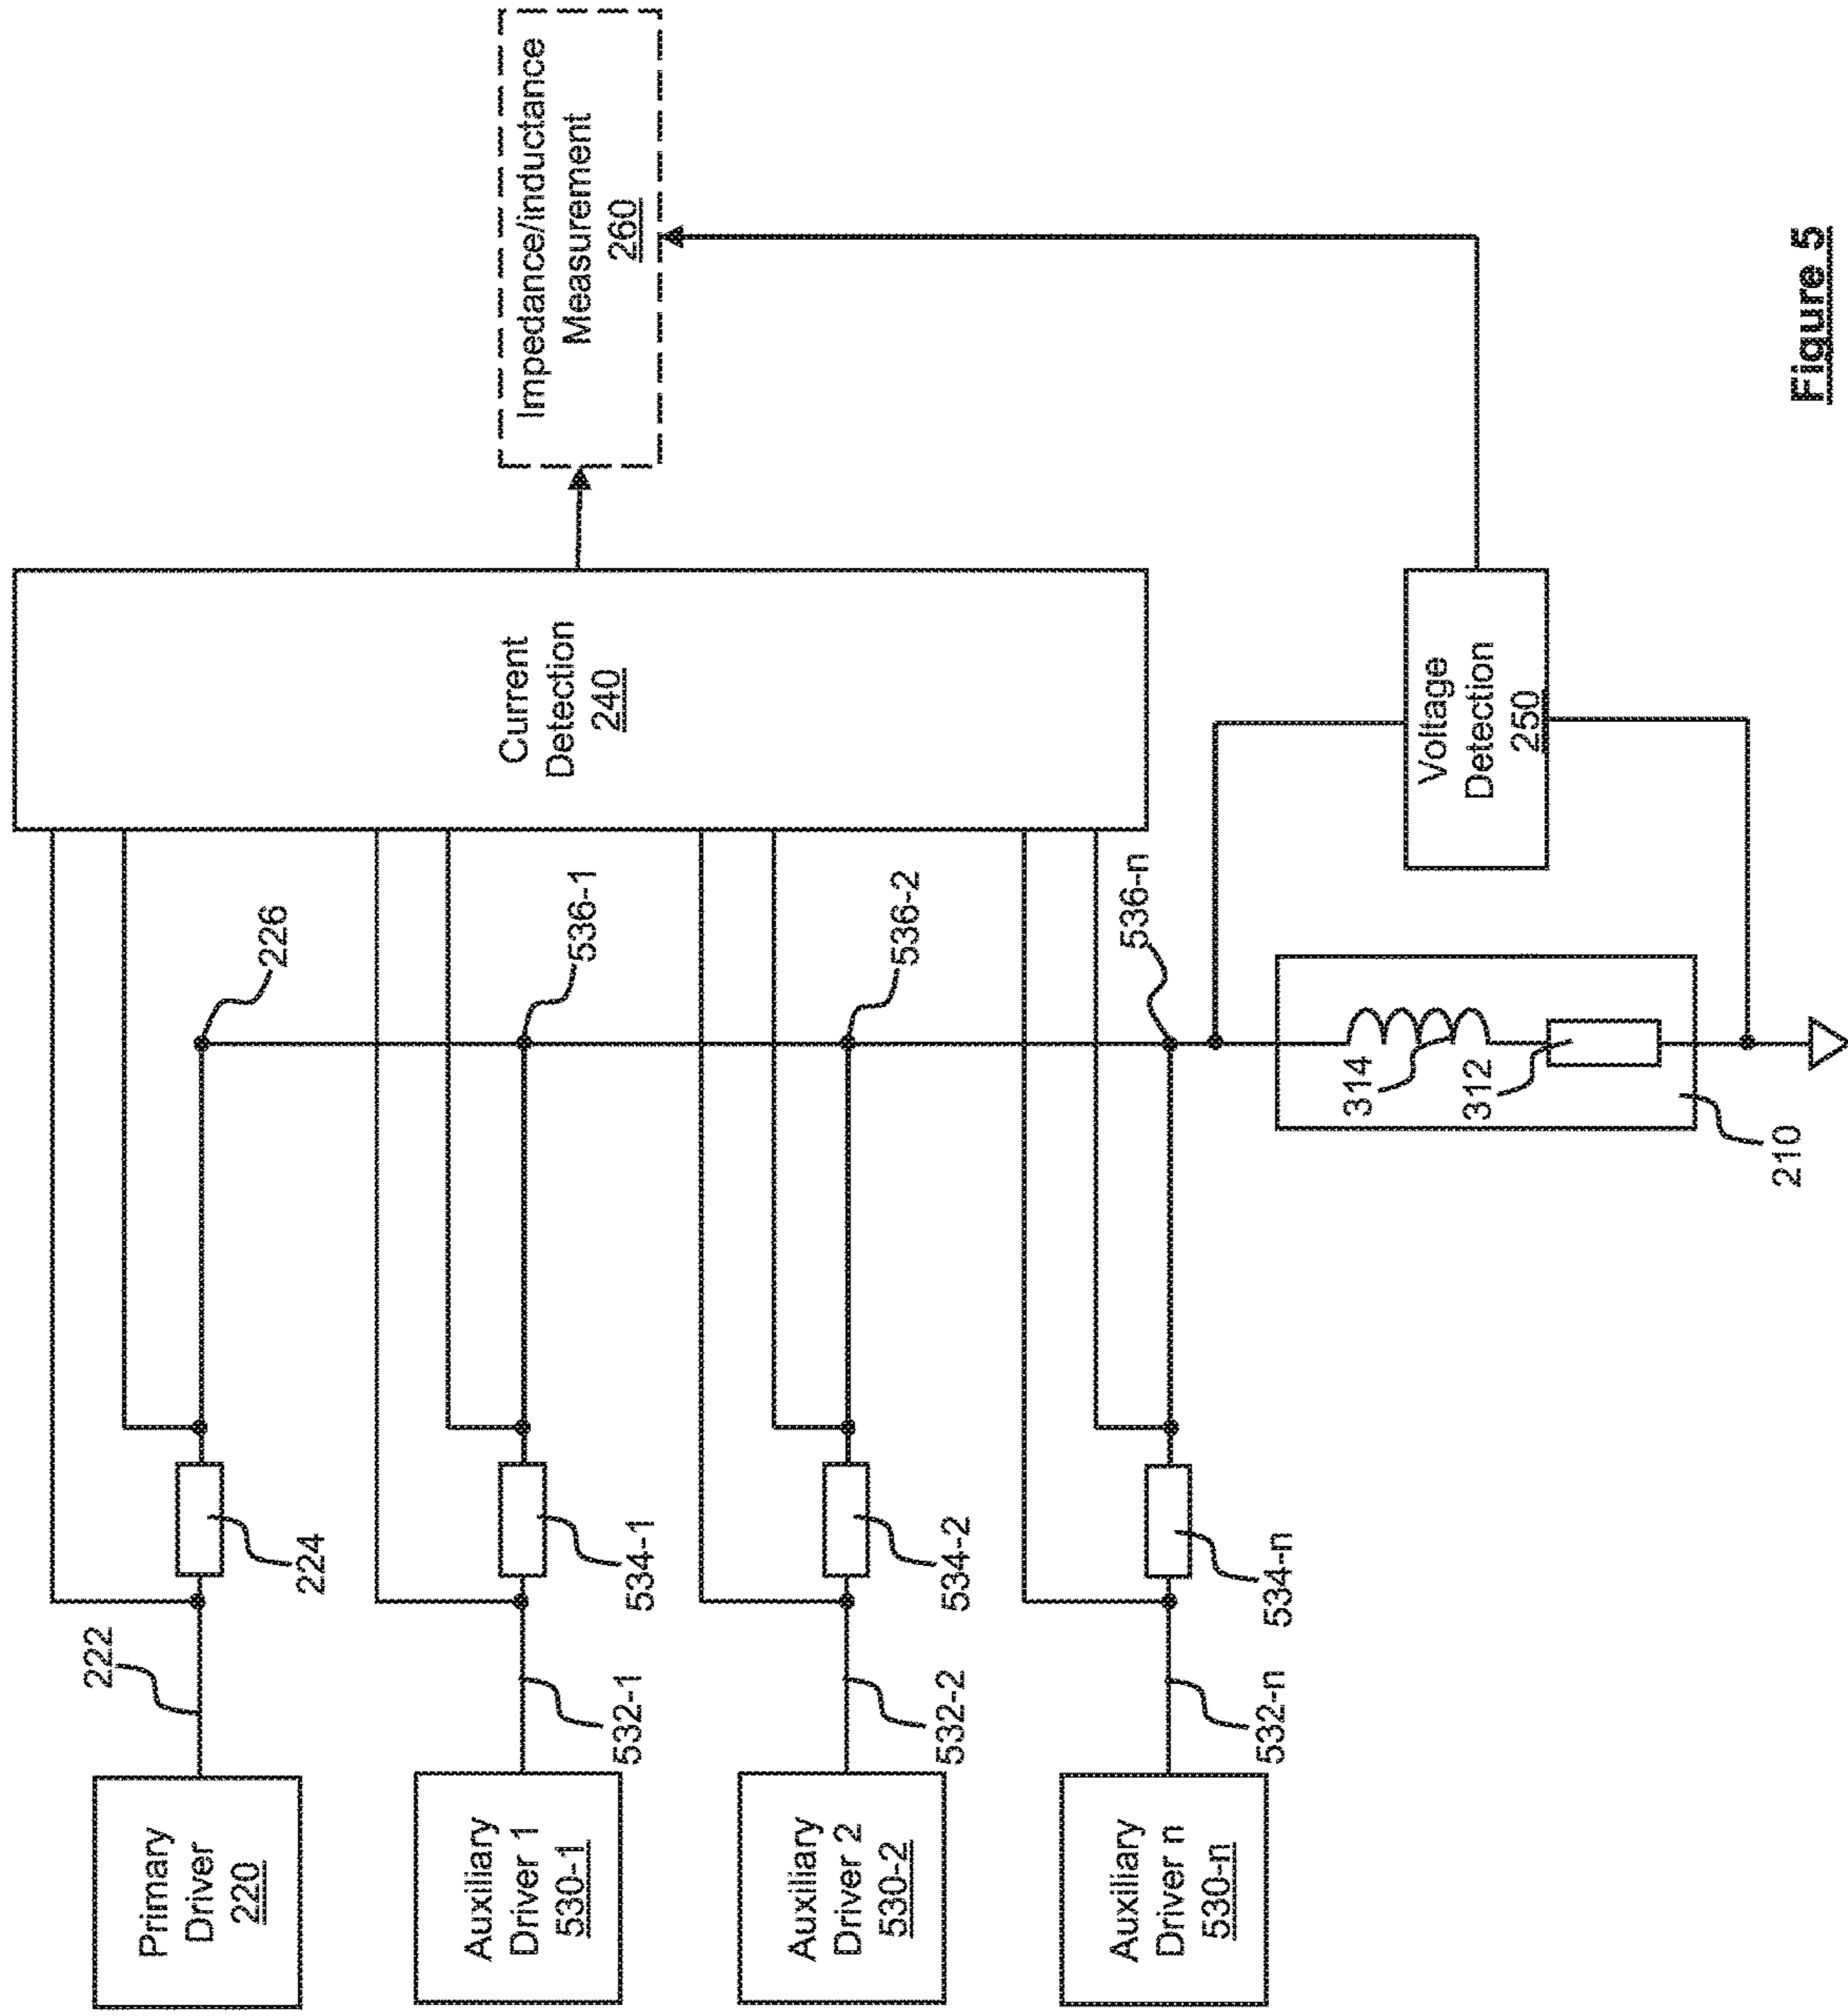 Primary
Driver
220
222
224
226
Auxiliary
Driver 1
530-1
532-1
534-1
536-1
Auxiliary
Driver 2
530-2
532-2
534-2
536-2
Auxiliary
Driver n
530-n
532-n
534-n
536-n
Current
Detection
240
Impedance/inductance
Measurement
260
314
312
210
Voltage
Detection
250
Figure 5